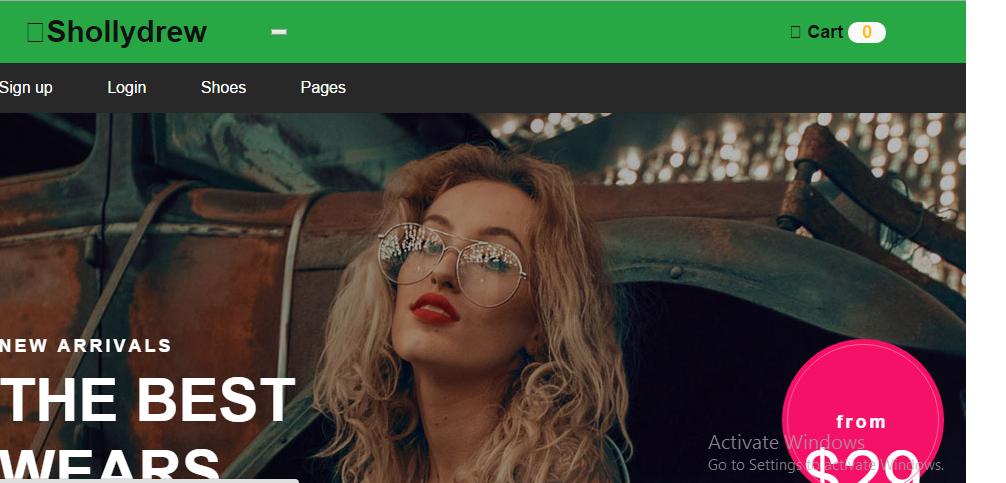 Shollydrew
Cart 0
Sign up Login Shoes Pages
NEW ARRIVALS
THE BEST
WEARS
from
$29
Activate Windows
Go to Settings to activate Windows.